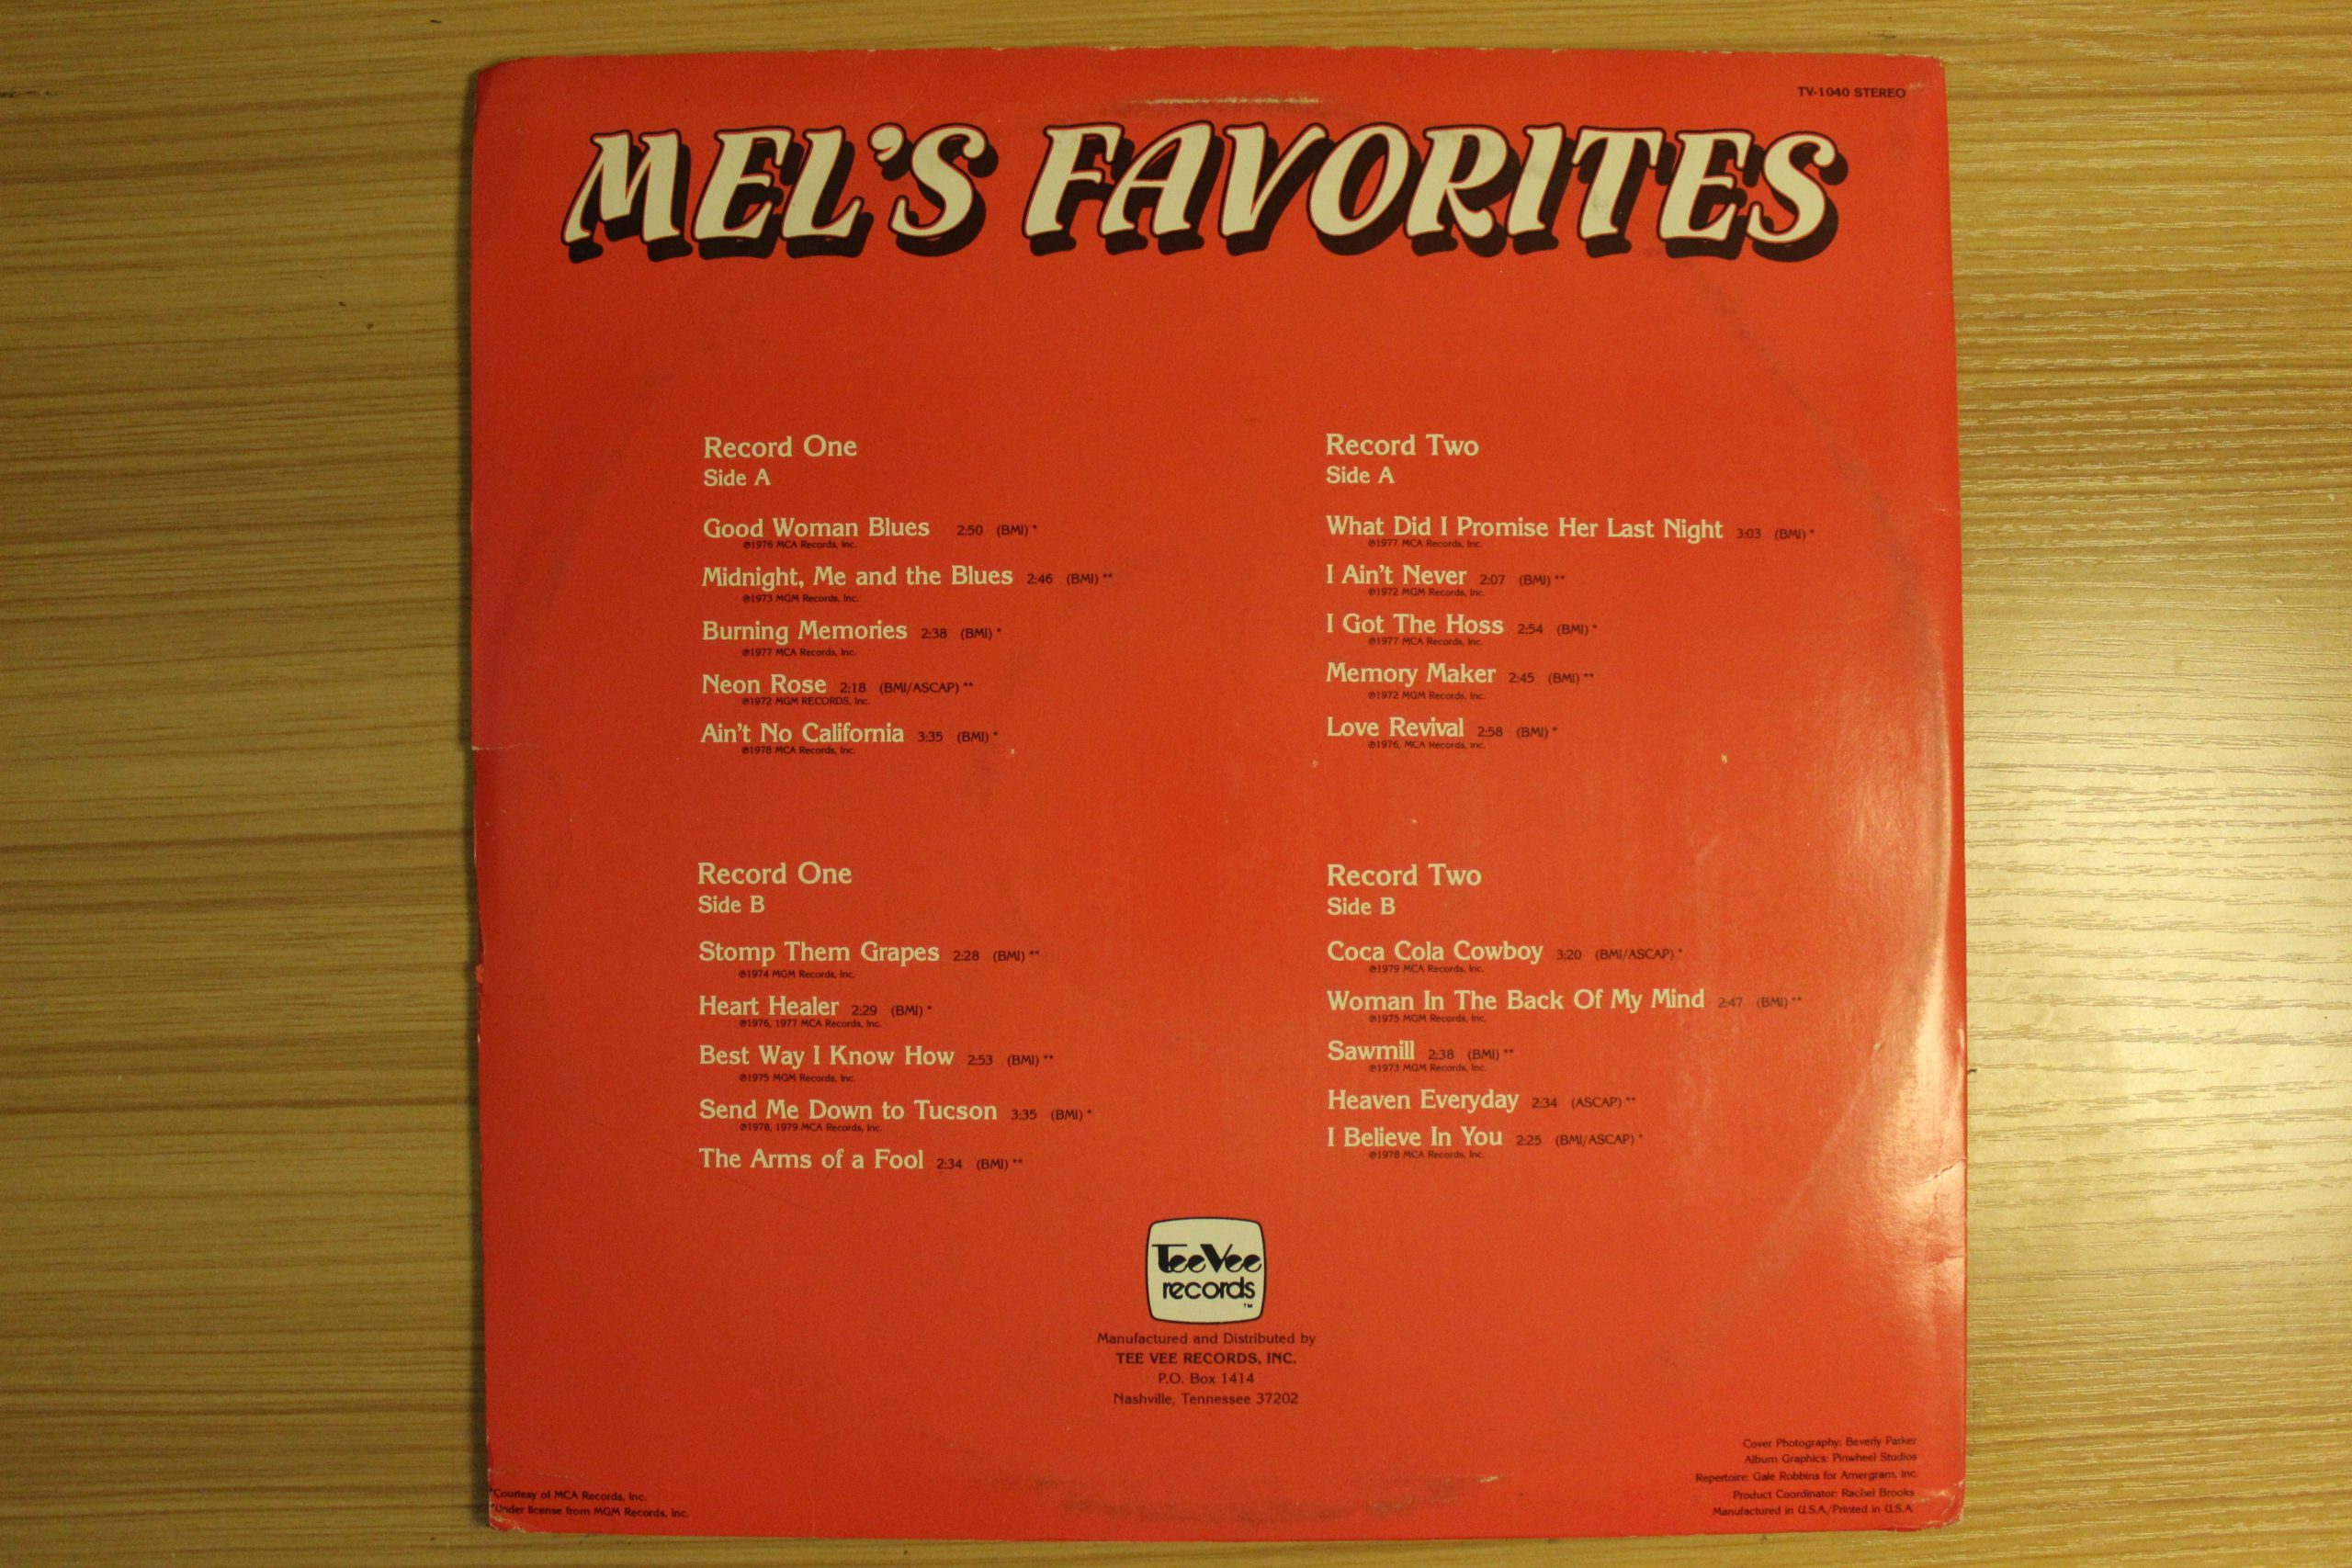 TV-1040 STEREO
MEL'S FAVORITES
Record One
Side A
Good Woman Blues 2:50 (BMI) *
℗1976 MCA Records, Inc.
Midnight, Me and the Blues 2:46 (BMI) **
℗1973 MGM Records, Inc.
Burning Memories 2:38 (BMI) *
℗1977 MCA Records, Inc.
Neon Rose 2:18 (BMI/ASCAP) **
℗1972 MGM RECORDS, Inc.
Ain't No California 3:35 (BMI) *
℗1978 MCA Records, Inc.
Record One
Side B
Stomp Them Grapes 2:28 (BMI) **
℗1974 MGM Records, Inc.
Heart Healer 2:29 (BMI) *
℗1976, 1977 MCA Records, Inc.
Best Way I Know How 2:53 (BMI) **
℗1975 MGM Records, Inc.
Send Me Down to Tucson 3:35 (BMI) *
℗1978, 1979 MCA Records, Inc.
The Arms of a Fool 2:34 (BMI) **
Record Two
Side A
What Did I Promise Her Last Night 3:03 (BMI) *
℗1977 MCA Records, Inc.
I Ain't Never 2:07 (BMI) **
℗1972 MGM Records, Inc.
I Got The Hoss 2:54 (BMI) *
℗1977 MCA Records, Inc.
Memory Maker 2:45 (BMI) **
℗1972 MGM Records, Inc.
Love Revival 2:58 (BMI) *
℗1976, MCA Records, Inc.
Record Two
Side B
Coca Cola Cowboy 3:20 (BMI/ASCAP) *
℗1979 MCA Records, Inc.
Woman In The Back Of My Mind 2:47 (BMI) **
℗1975 MGM Records, Inc.
Sawmill 2:38 (BMI) **
℗1973 MGM Records, Inc.
Heaven Everyday 2:34 (ASCAP) **
I Believe In You 2:25 (BMI/ASCAP) *
℗1978 MCA Records, Inc.
TeeVee
records
TM
Manufactured and Distributed by
TEE VEE RECORDS, INC.
P.O. Box 1414
Nashville, Tennessee 37202
*Courtesy of MCA Records, Inc.
*Under license from MGM Records, Inc.
Cover Photography: Beverly Parker
Album Graphics: Pinwheel Studios
Repertoire: Gale Robbins for Amergram, Inc.
Product Coordinator: Rachel Brooks
Manufactured in U.S.A./Printed in U.S.A.